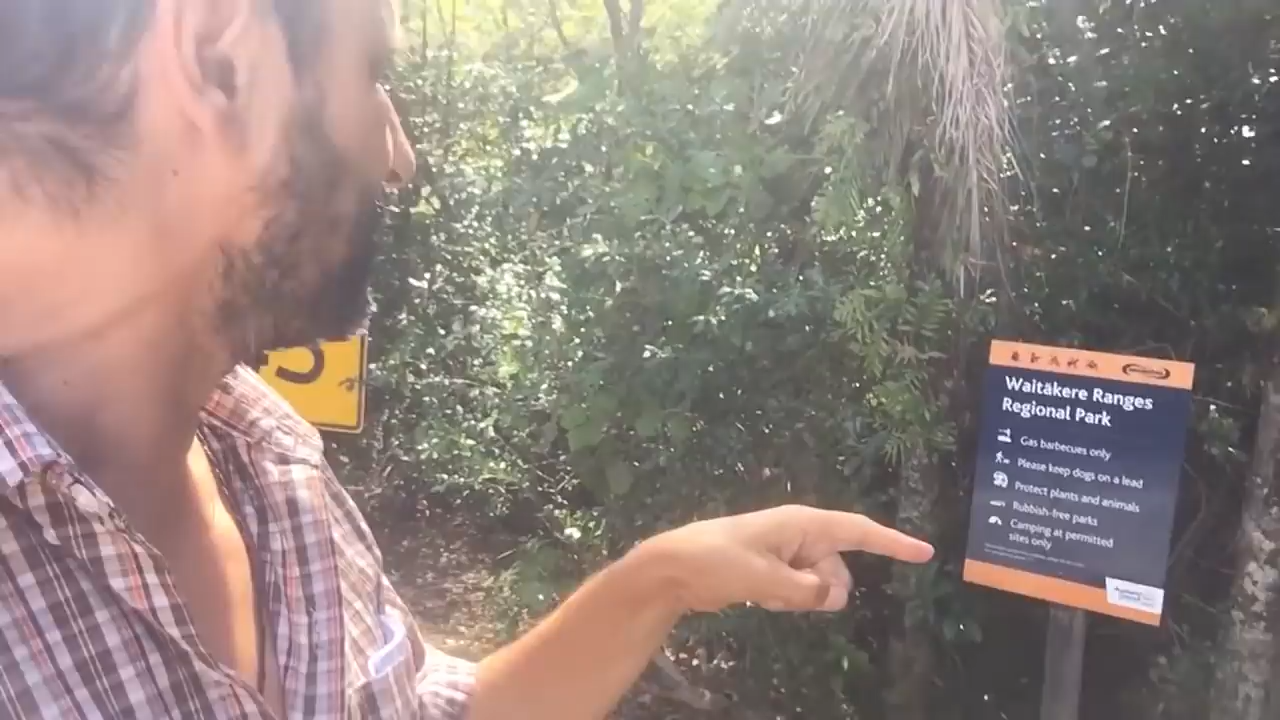 Waitākere Ranges
Regional Park
Gas barbecues only
Please keep dogs on a lead
Protect plants and animals
Rubbish-free parks
Camping at permitted
sites only